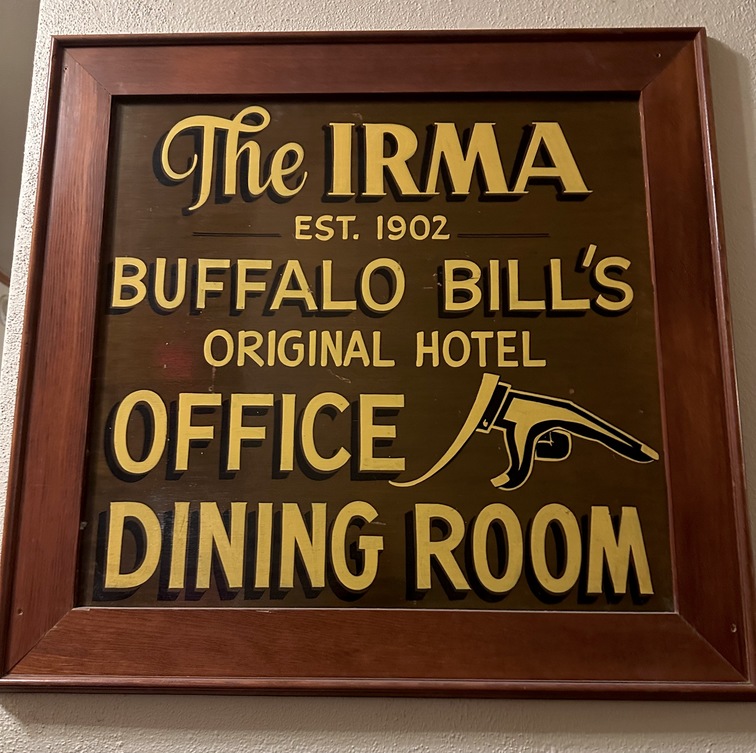 The IRMA
EST. 1902
BUFFALO BILL'S
ORIGINAL HOTEL
OFFICE
DINING ROOM